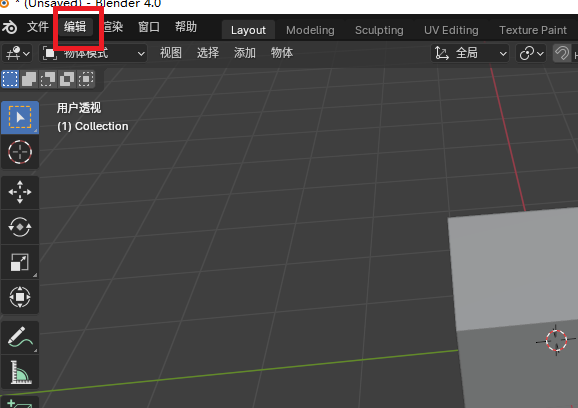 * (Unsaved) - Blender 4.0
文件 编辑 渲染 窗口 帮助 Layout Modeling Sculpting UV Editing Texture Paint
物体模式 视图 选择 添加 物体 全局
用户透视
(1) Collection